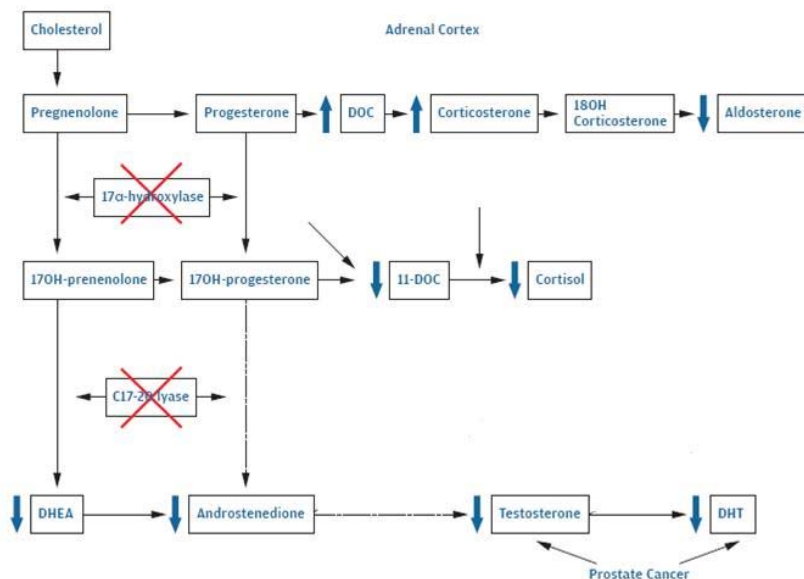 Cholesterol
Adrenal Cortex
Pregnenolone
Progesterone
DOC
Corticosterone
18OH
Corticosterone
Aldosterone
17α-hydroxylase
17OH-prenenolone
17OH-progesterone
11-DOC
Cortisol
C17-20-lyase
DHEA
Androstenedione
Testosterone
DHT
Prostate Cancer